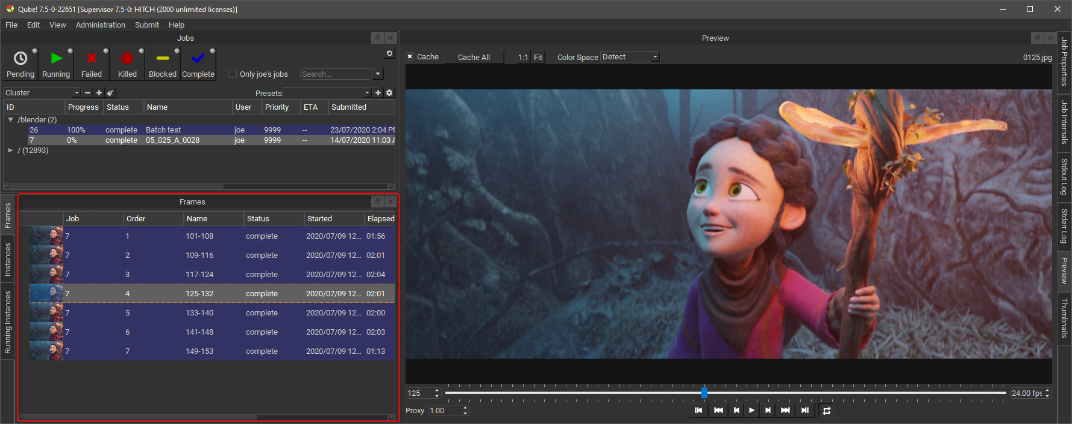 Qube! 7.5-0-22651 [Supervisor 7.5-0: HITCH (2000 unlimited licenses)]
File Edit View Administration Submit Help
Jobs
Pending Running Failed Killed Blocked Complete
Only joe's jobs Search...
Cluster Presets
ID Progress Status Name User Priority ETA Submitted
/blender (2)
26 100% complete Batch test joe 9999 -- 23/07/2020 2:04 PM
7 0% complete 05_025_A_0028 joe 9999 -- 14/07/2020 11:03 A
/ (12893)
Frames
Instances
Running Instances
Frames
Job Order Name Status Started Elapsed
7 1 101-108 complete 2020/07/09 12... 01:56
7 2 109-116 complete 2020/07/09 12... 02:01
7 3 117-124 complete 2020/07/09 12... 02:04
7 4 125-132 complete 2020/07/09 12... 02:01
7 5 133-140 complete 2020/07/09 12... 02:00
7 6 141-148 complete 2020/07/09 12... 02:03
7 7 149-153 complete 2020/07/09 12... 01:13
Preview
Cache Cache All 1:1 Fit Color Space Detect 0125.jpg
125 24.00 fps
Proxy 1.00
Job Properties
Job Internals
Stdout Log
Stderr Log
Preview
Thumbnails